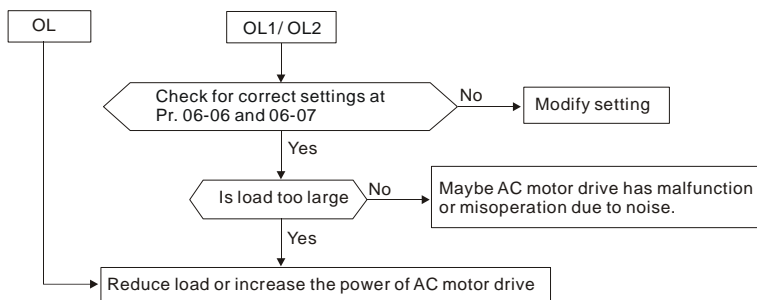 OL
OL1/ OL2
Check for correct settings at
Pr. 06-06 and 06-07
No
Modify setting
Yes
Is load too large
No
Maybe AC motor drive has malfunction
or misoperation due to noise.
Yes
Reduce load or increase the power of AC motor drive